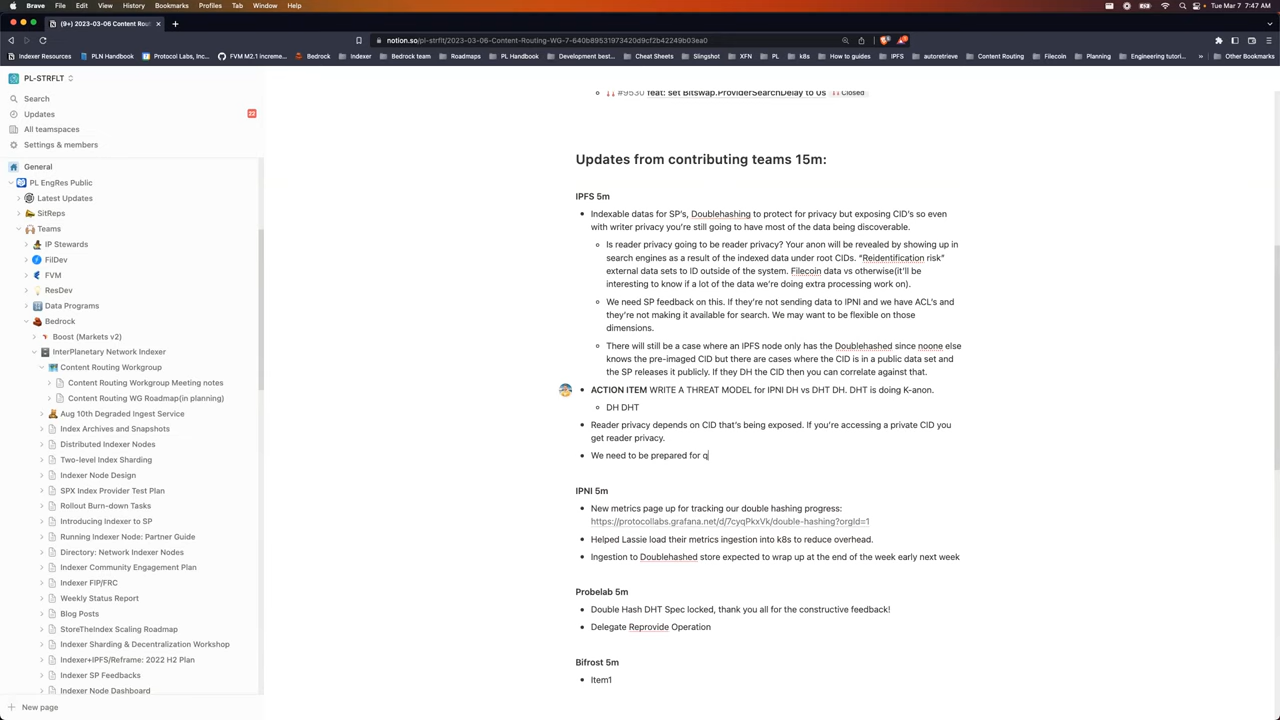 Brave File Edit View History Bookmarks Profiles Tab Window Help
Tue Mar 7 7:47 AM
(9+) 2023-03-06 Content Rout
notion.so/pl-strflt/2023-03-06-Content-Routing-WG-7-640b89531973420d9cf2b42249b03ea0
Indexer Resources PLN Handbook Protocol Labs, Inc... FVM M2.1 increme... Bedrock Indexer Bedrock team Roadmaps PL Handbook Development best... Cheat Sheets Slingshot XFN PL k8s How to guides IPFS autoretrieve Content Routing Filecoin Planning Engineering tutori... » Other Bookmarks
PL-STRFLT
Search
Updates 22
All teamspaces
Settings & members
General
PL EngRes Public
Latest Updates
SitReps
Teams
IP Stewards
FilDev
FVM
ResDev
Data Programs
Bedrock
Boost (Markets v2)
InterPlanetary Network Indexer
Content Routing Workgroup
Content Routing Workgroup Meeting notes
Content Routing WG Roadmap(in planning)
Aug 10th Degraded Ingest Service
Index Archives and Snapshots
Distributed Indexer Nodes
Two-level Index Sharding
Indexer Node Design
SPX Index Provider Test Plan
Rollout Burn-down Tasks
Introducing Indexer to SP
Running Indexer Node: Partner Guide
Directory: Network Indexer Nodes
Indexer Community Engagement Plan
Indexer FIP/FRC
Weekly Status Report
Blog Posts
StoreTheIndex Scaling Roadmap
Indexer Sharding & Decentralization Workshop
Indexer+IPFS/Reframe: 2022 H2 Plan
Indexer SP Feedbacks
Indexer Node Dashboard
New page
#9530 feat: set Bitswap.ProviderSearchDelay to 0s Closed
Updates from contributing teams 15m:
IPFS 5m
Indexable datas for SP's, Doublehashing to protect for privacy but exposing CID's so even
with writer privacy you're still going to have most of the data being discoverable.
Is reader privacy going to be reader privacy? Your anon will be revealed by showing up in
search engines as a result of the indexed data under root CIDs. "Reidentification risk"
external data sets to ID outside of the system. Filecoin data vs otherwise(it'll be
interesting to know if a lot of the data we're doing extra processing work on).
We need SP feedback on this. If they're not sending data to IPNI and we have ACL's and
they're not making it available for search. We may want to be flexible on those
dimensions.
There will still be a case where an IPFS node only has the Doublehashed since noone else
knows the pre-imaged CID but there are cases where the CID is in a public data set and
the SP releases it publicly. If they DH the CID then you can correlate against that.
ACTION ITEM WRITE A THREAT MODEL for IPNI DH vs DHT DH. DHT is doing K-anon.
DH DHT
Reader privacy depends on CID that's being exposed. If you're accessing a private CID you
get reader privacy.
We need to be prepared for q
IPNI 5m
New metrics page up for tracking our double hashing progress:
https://protocollabs.grafana.net/d/7cyqPkxVk/double-hashing?orgId=1
Helped Lassie load their metrics ingestion into k8s to reduce overhead.
Ingestion to Doublehashed store expected to wrap up at the end of the week early next week
Probelab 5m
Double Hash DHT Spec locked, thank you all for the constructive feedback!
Delegate Reprovide Operation
Bifrost 5m
Item1